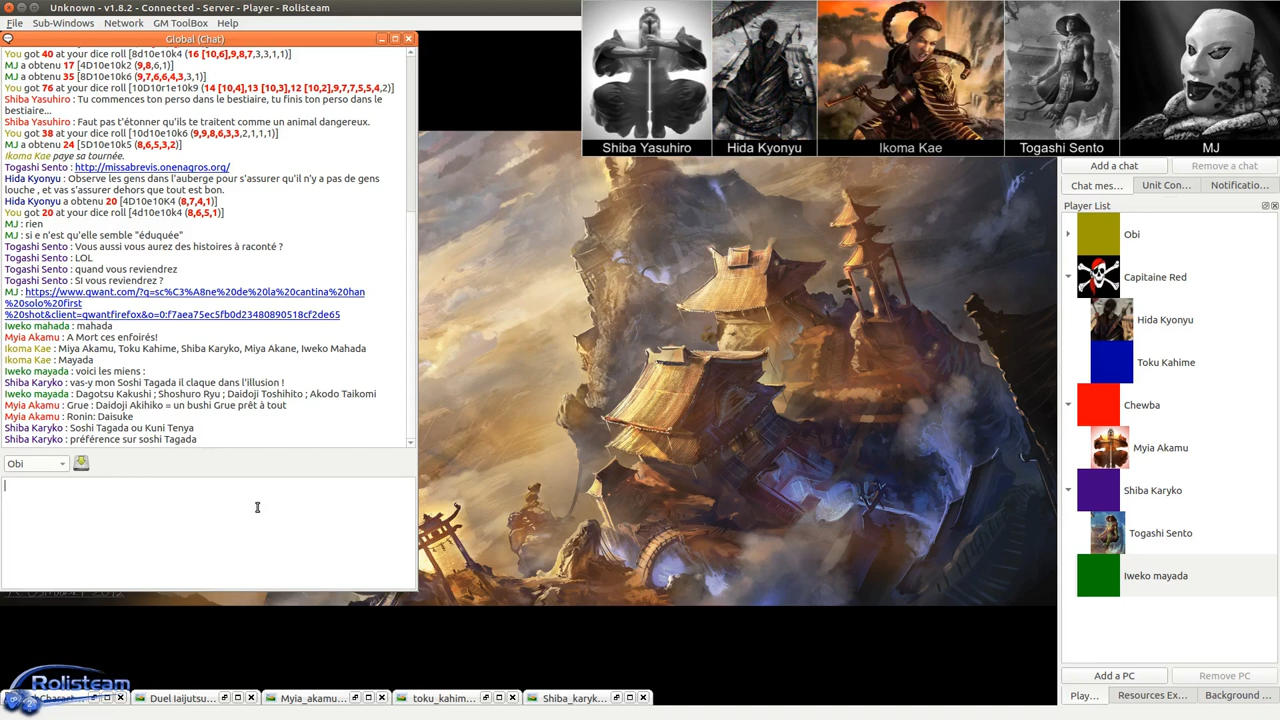 Unknown - v1.8.2 - Connected - Server - Player - Rolisteam
File Sub-Windows Network GM ToolBox Help
Global (Chat)
You got 40 at your dice roll [8d10e10k4 (16 [10,6],9,8,7,3,3,1,1)]
MJ a obtenu 17 [4D10e10k2 (9,8,6,1)]
MJ a obtenu 35 [8D10e10k6 (9,7,6,6,4,3,3,1)]
You got 76 at your dice roll [10D10r1e10k9 (14 [10,4],13 [10,3],12 [10,2],9,7,7,5,5,4,2)]
Shiba Yasuhiro : Tu commences ton perso dans le bestiaire, tu finis ton perso dans le
bestiaire...
Shiba Yasuhiro : Faut pas t'étonner qu'ils te traitent comme un animal dangereux.
You got 38 at your dice roll [10d10e10k6 (9,9,8,6,3,3,2,1,1,1)]
MJ a obtenu 24 [5D10e10k5 (8,6,5,3,2)]
Ikoma Kae paye sa tournée.
Togashi Sento : http://missabrevis.onenagros.org/
Hida Kyonyu : Observe les gens dans l'auberge pour s'assurer qu'il n'y a pas de gens
louche , et vas s'assurer dehors que tout est bon.
Hida Kyonyu a obtenu 20 [4D10e10K4 (8,7,4,1)]
You got 20 at your dice roll [4d10e10k4 (8,6,5,1)]
MJ : rien
MJ : si e n'est qu'elle semble "éduquée"
Togashi Sento : Vous aussi vous aurez des histoires à raconté ?
Togashi Sento : LOL
Togashi Sento : quand vous reviendrez
Togashi Sento : SI vous reviendrez ?
MJ : https://www.qwant.com/?q=sc%C3%A8ne%20de%20la%20cantina%20han
%20solo%20first
%20shot&client=qwantfirefox&o=0:f7aea75ec5fb0d23480890518cf2de65
Iweko mahada : mahada
Myia Akamu : A Mort ces enfoirés!
Ikoma Kae : Miya Akamu, Toku Kahime, Shiba Karyko, Miya Akane, Iweko Mahada
Ikoma Kae : Mayada
Iweko mayada : voici les miens :
Shiba Karyko : vas-y mon Soshi Tagada il claque dans l'illusion !
Iweko mayada : Dagotsu Kakushi ; Shoshuro Ryu ; Daidoji Toshihito ; Akodo Taikomi
Myia Akamu : Grue : Daidoji Akihiko = un bushi Grue prêt à tout
Myia Akamu : Ronin: Daisuke
Shiba Karyko : Soshi Tagada ou Kuni Tenya
Shiba Karyko : préférence sur soshi Tagada
Obi
Shiba Yasuhiro
Hida Kyonyu
Ikoma Kae
Togashi Sento
MJ
Add a chat Remove a chat
Chat mes... Unit Con... Notificatio...
Player List
Obi
Capitaine Red
Hida Kyonyu
Toku Kahime
Chewba
Myia Akamu
Shiba Karyko
Togashi Sento
Iweko mayada
Add a PC Remove PC
Play... Resources Ex... Background ...
Rolisteam
Duel Iaijutsu... Myia_akamu... toku_kahim... Shiba_karyk...